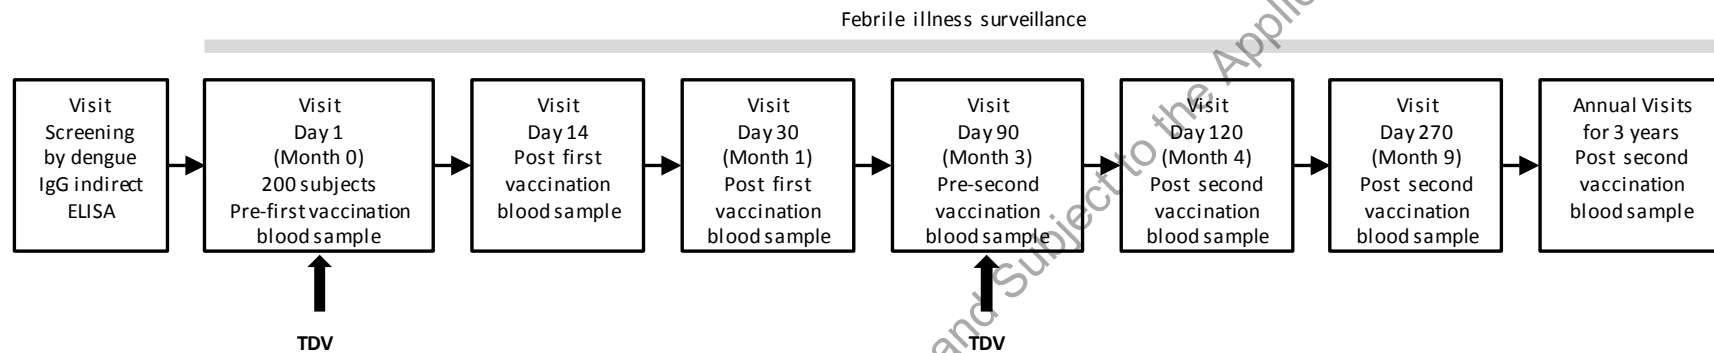 Febrile illness surveillance
Visit
Screening
by dengue
IgG indirect
ELISA
Visit
Day 1
(Month 0)
200 subjects
Pre-first vaccination
blood sample
Visit
Day 14
Post first
vaccination
blood sample
Visit
Day 30
(Month 1)
Post first
vaccination
blood sample
Visit
Day 90
(Month 3)
Pre-second
vaccination
blood sample
Visit
Day 120
(Month 4)
Post second
vaccination
blood sample
Visit
Day 270
(Month 9)
Post second
vaccination
blood sample
Annual Visits
for 3 years
Post second
vaccination
blood sample
TDV
TDV
and Subject to the